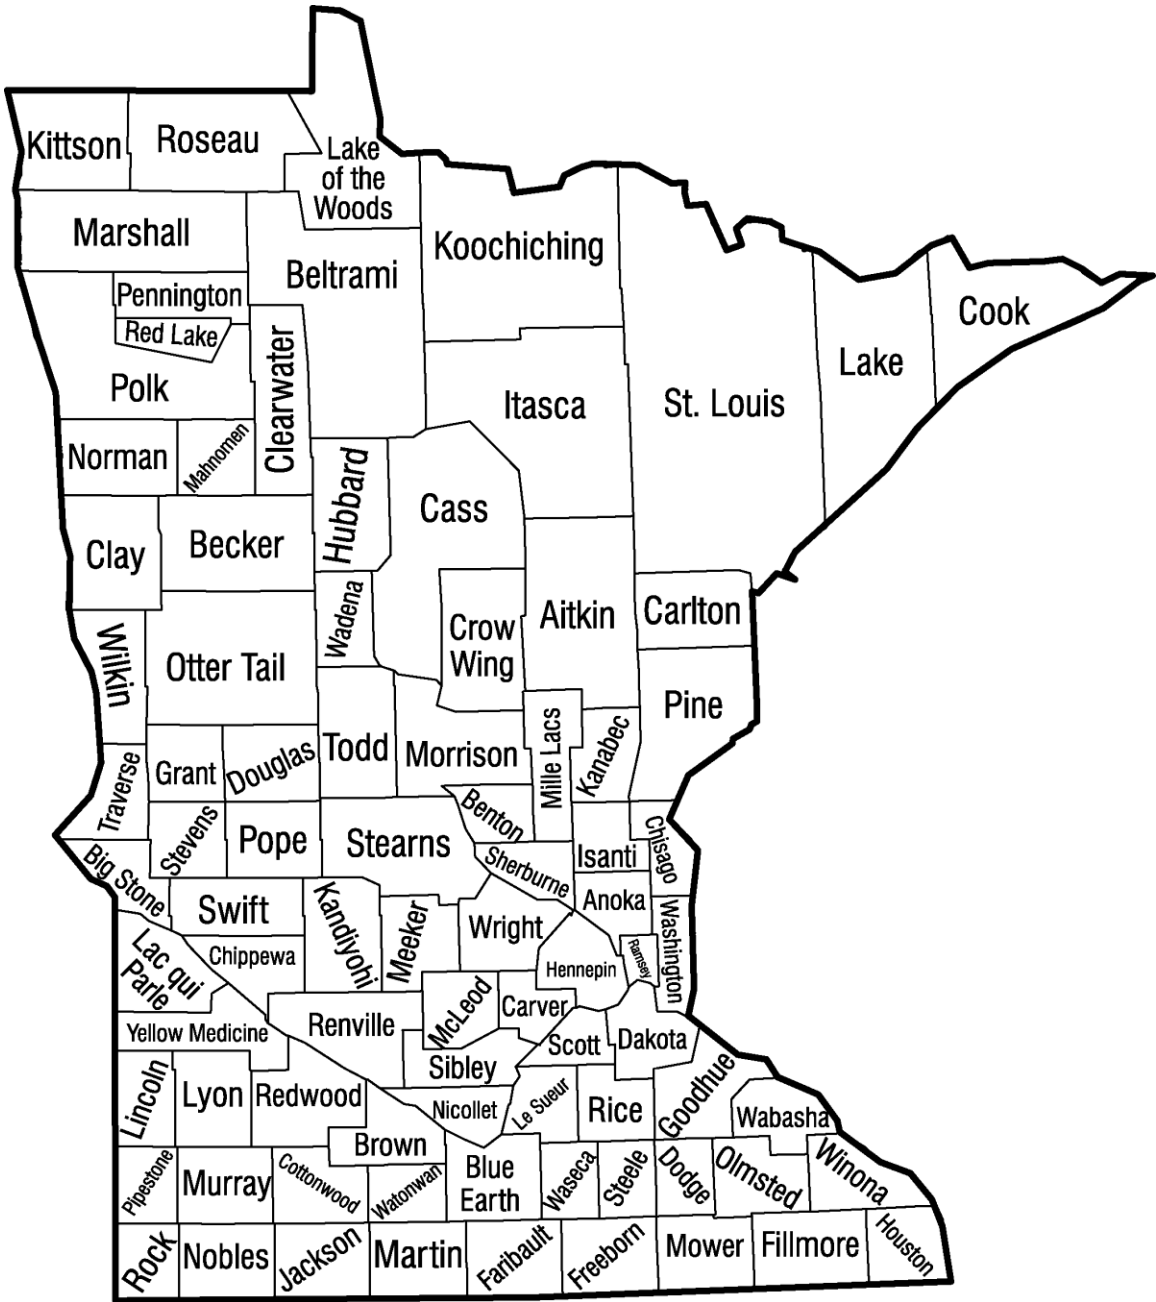 Kittson
Roseau
Lake
of the
Woods
Marshall
Koochiching
Beltrami
Pennington
Red Lake
Polk
Clearwater
Cook
Lake
Itasca
St. Louis
Norman
Mahnomen
Hubbard
Cass
Clay
Becker
Wadena
Crow
Wing
Aitkin
Carlton
Wilkin
Otter Tail
Pine
Todd
Morrison
Mille Lacs
Kanabec
Grant
Douglas
Traverse
Stevens
Pope
Stearns
Benton
Isanti
Chisago
Big Stone
Sherburne
Swift
Kandiyohi
Meeker
Wright
Anoka
Washington
Ramsey
Hennepin
Chippewa
Lac qui
Parle
McLeod
Carver
Renville
Yellow Medicine
Scott
Dakota
Sibley
Lincoln
Lyon
Redwood
Nicollet
Le Sueur
Rice
Goodhue
Wabasha
Brown
Pipestone
Murray
Cottonwood
Watonwan
Blue
Earth
Waseca
Steele
Dodge
Olmsted
Winona
Rock
Nobles
Jackson
Martin
Faribault
Freeborn
Mower
Fillmore
Houston